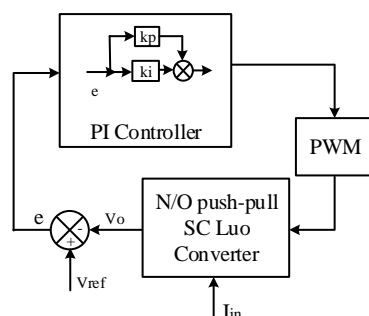 kp
ki
e
PI Controller
PWM
N/O push-pull
SC Luo
Converter
e
-
+
Vo
Vref
Iin